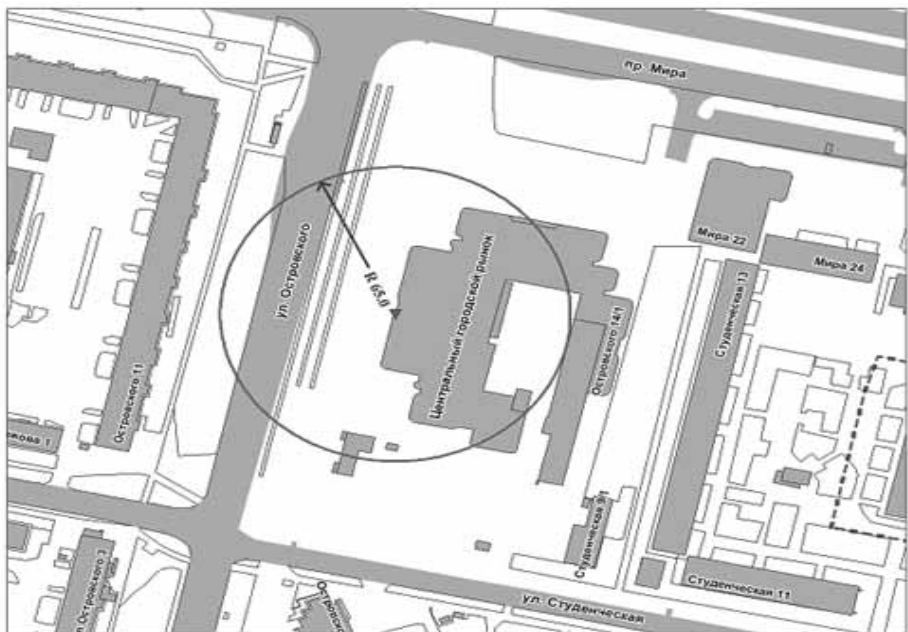 пр. Мира
ул. Островского
R 65.0
Центральный городской рынок
Мира 22
Мира 24
Студенческая 13
Островского 14/1
Островского 11
Студенческая 9/1
Студенческая 11
ул. Студенческая
Островского 3